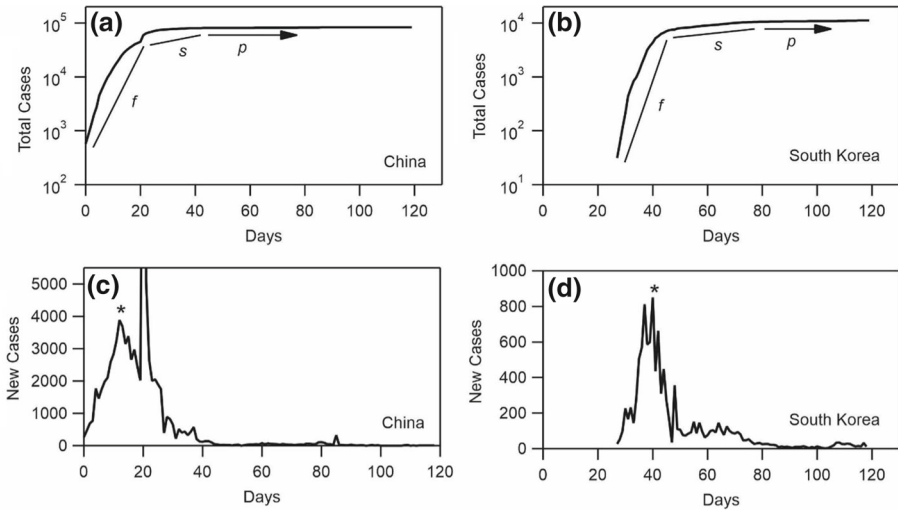 (a)
10^5
10^4
10^3
10^2
Total Cases
f
s
p
China
0 20 40 60 80 100 120
Days
(b)
10^4
10^3
10^2
10^1
Total Cases
f
s
p
South Korea
0 20 40 60 80 100 120
Days
(c)
5000
4000
3000
2000
1000
0
New Cases
*
China
0 20 40 60 80 100 120
Days
(d)
1000
800
600
400
200
0
New Cases
*
South Korea
0 20 40 60 80 100 120
Days